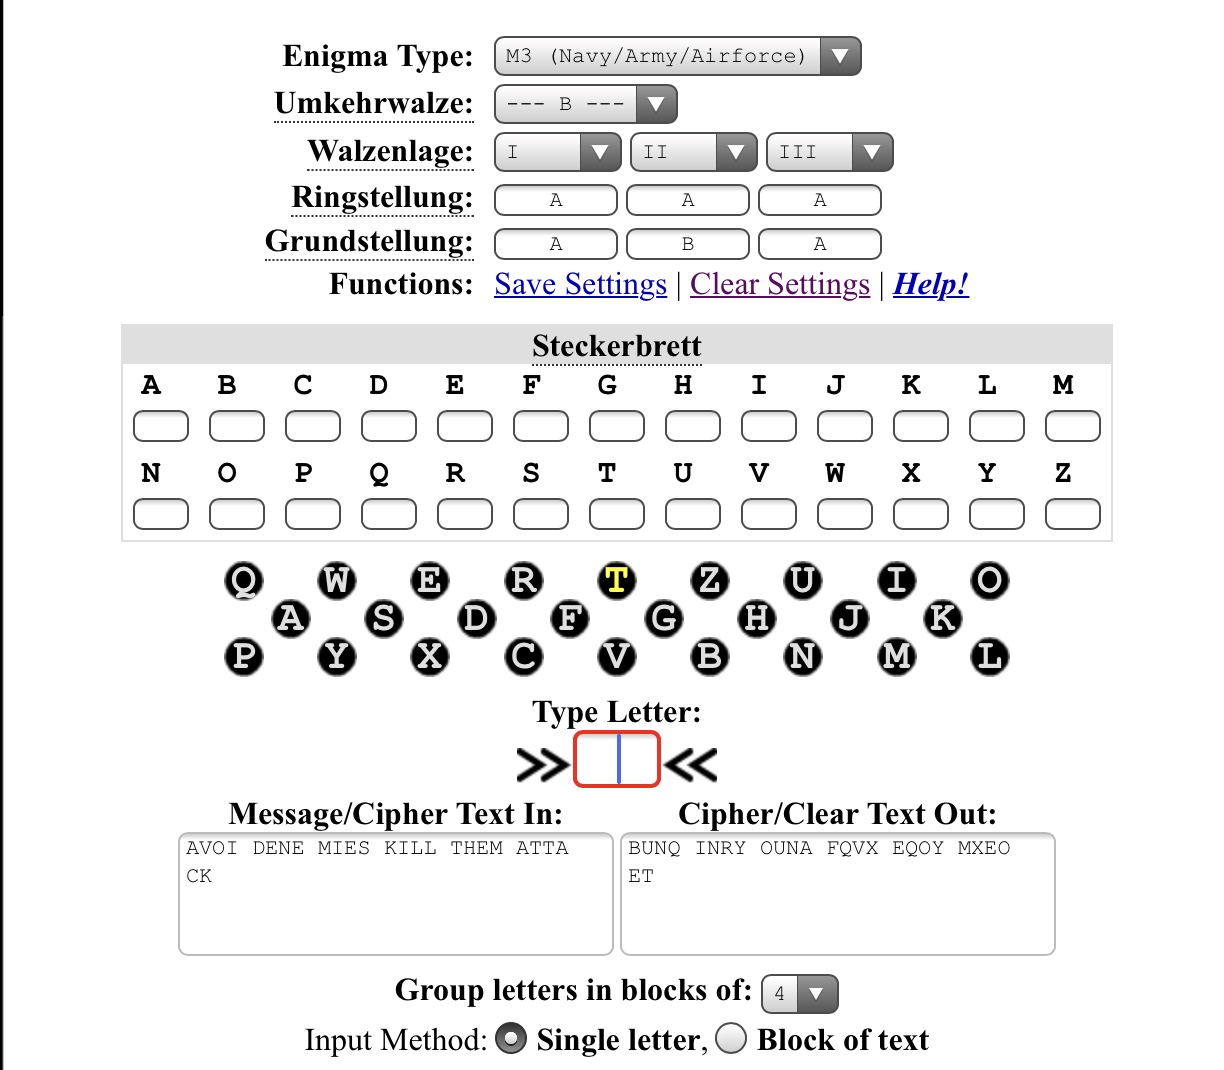 Enigma Type: M3 (Navy/Army/Airforce)
Umkehrwalze: --- B ---
Walzenlage: I II III
Ringstellung: A A A
Grundstellung: A B A
Functions: Save Settings | Clear Settings | Help!
Steckerbrett
A B C D E F G H I J K L M
N O P Q R S T U V W X Y Z
Q W E R T Z U I O
A S D F G H J K
P Y X C V B N M L
Type Letter:
>> <<
Message/Cipher Text In: Cipher/Clear Text Out:
AVOI DENE MIES KILL THEM ATTA BUNQ INRY OUNA FQVX EQOY MXEO
CK ET
Group letters in blocks of: 4
Input Method: Single letter, Block of text